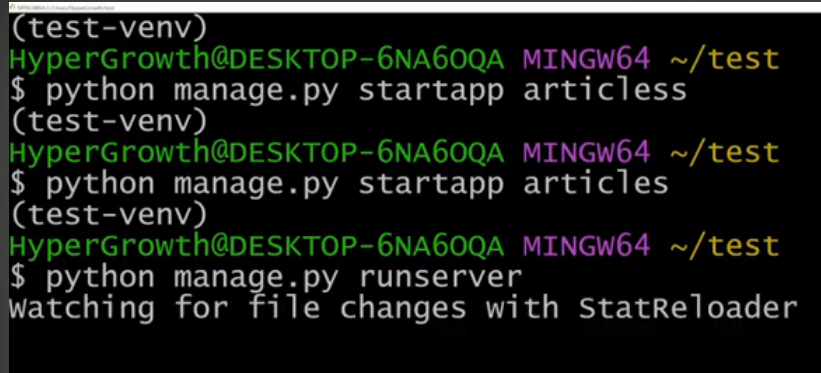 (test-venv)
HyperGrowth@DESKTOP-6NA6OQA MINGW64 ~/test
$ python manage.py startapp articless
(test-venv)
HyperGrowth@DESKTOP-6NA6OQA MINGW64 ~/test
$ python manage.py startapp articles
(test-venv)
HyperGrowth@DESKTOP-6NA6OQA MINGW64 ~/test
$ python manage.py runserver
Watching for file changes with StatReloader